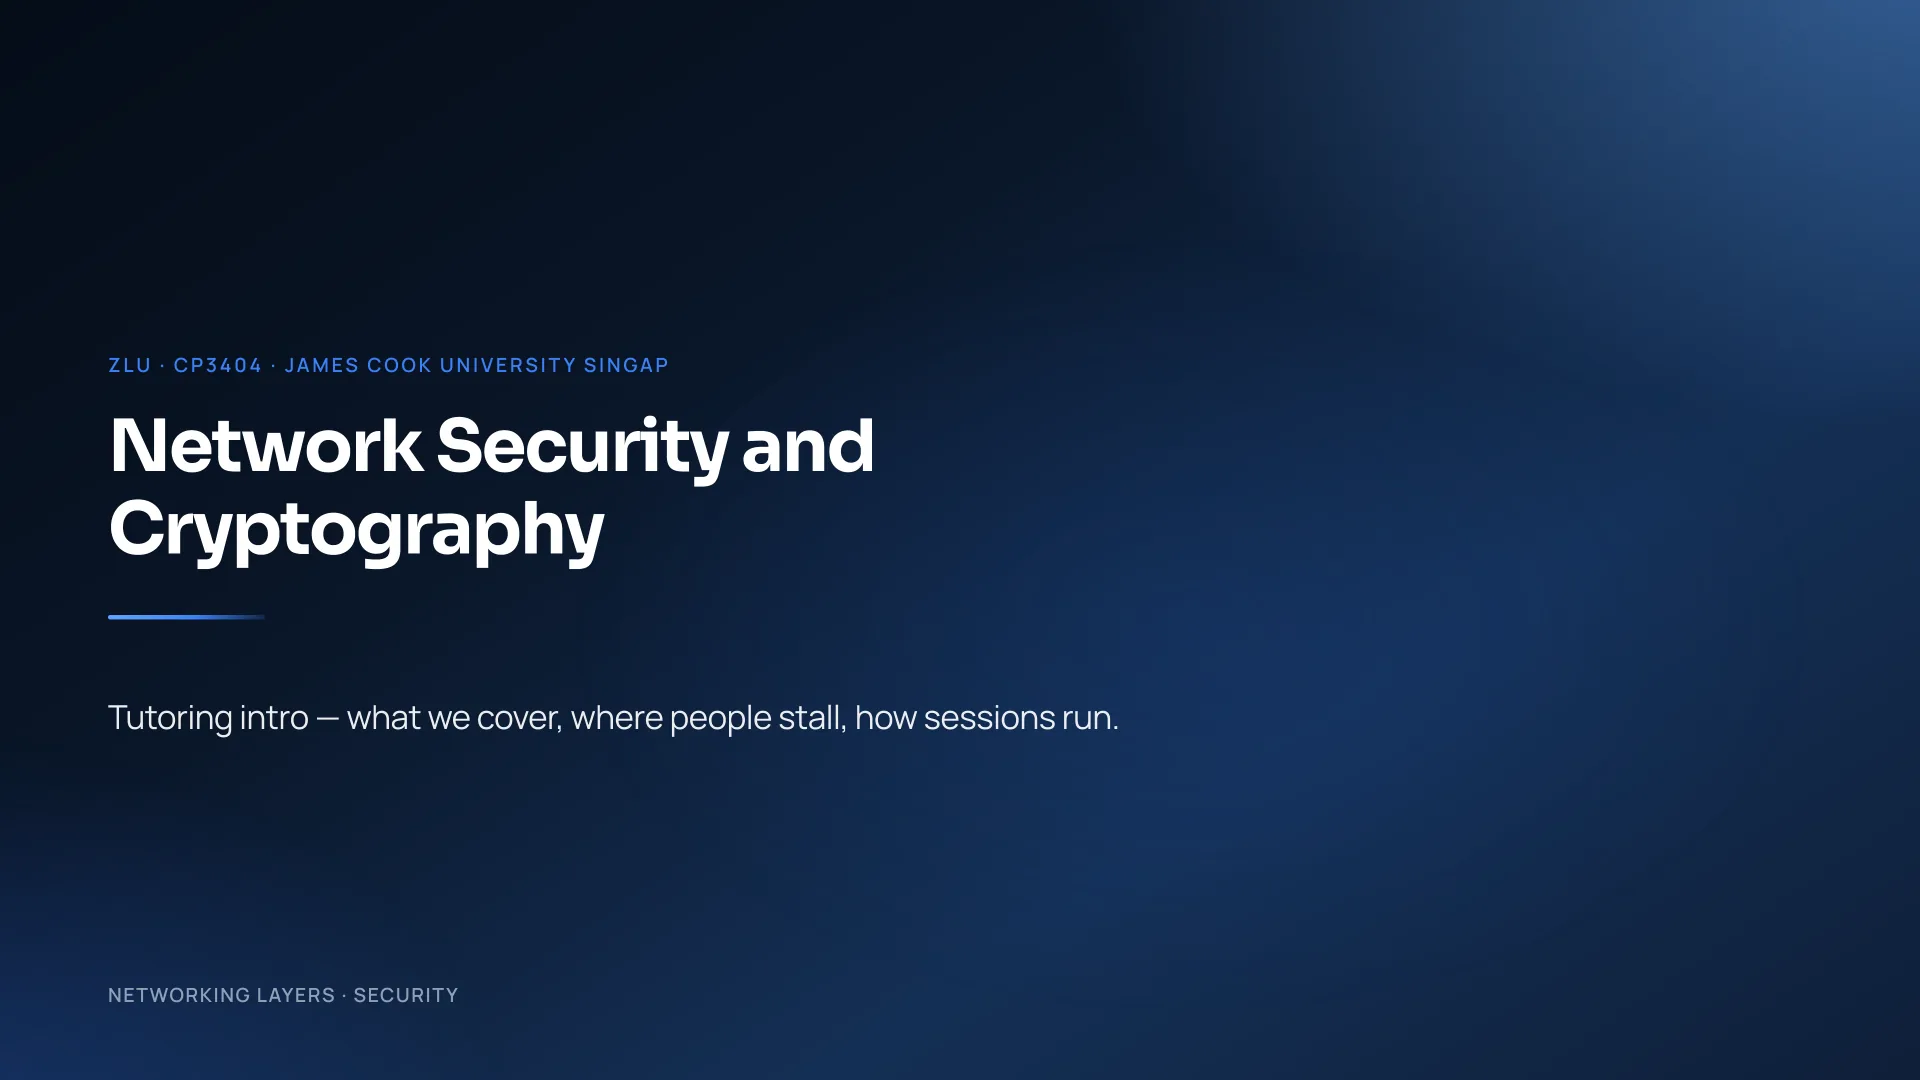 ZLU · CP3404 · JAMES COOK UNIVERSITY SINGAP
Network Security and
Cryptography
Tutoring intro — what we cover, where people stall, how sessions run.
NETWORKING LAYERS · SECURITY